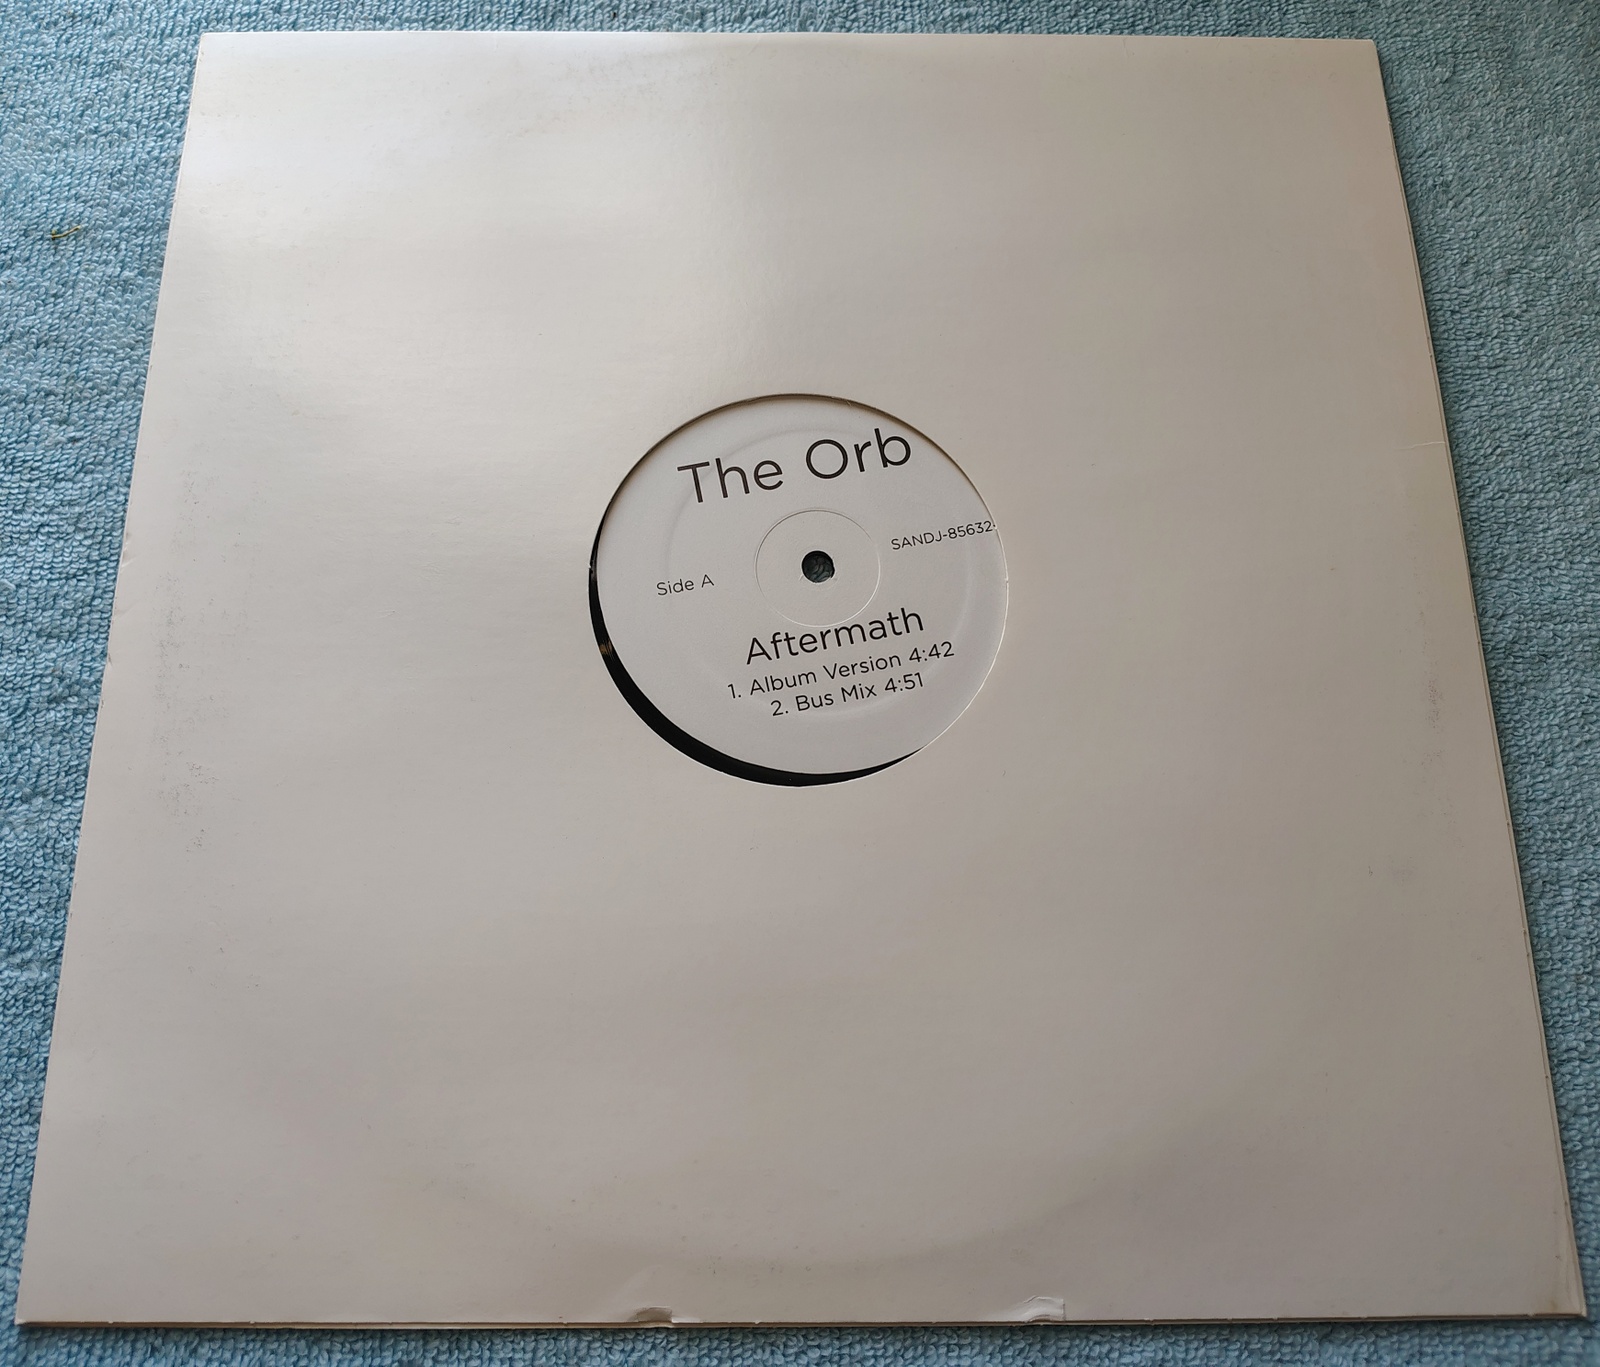 The Orb
SANDJ-85632
Side A
Aftermath
1. Album Version 4:42
2. Bus Mix 4:51